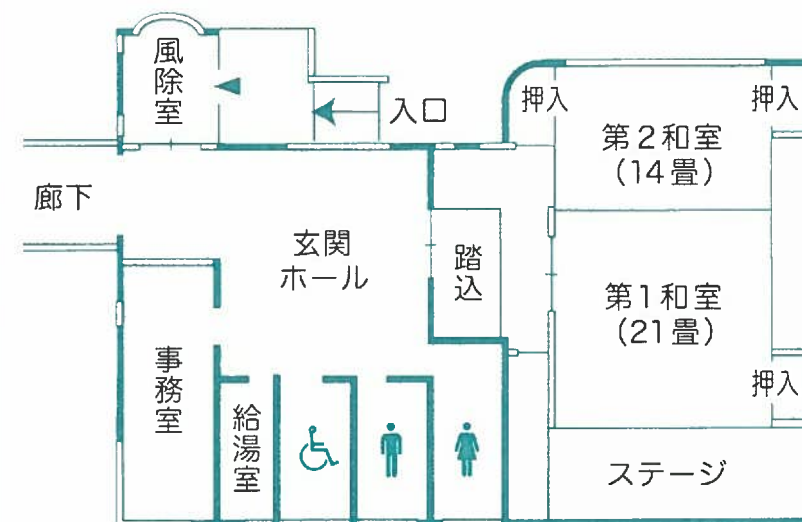 風除室
入口
押入
押入
第2和室
(14畳)
廊下
玄関
ホール
踏込
第1和室
(21畳)
事務室
給湯室
押入
ステージ